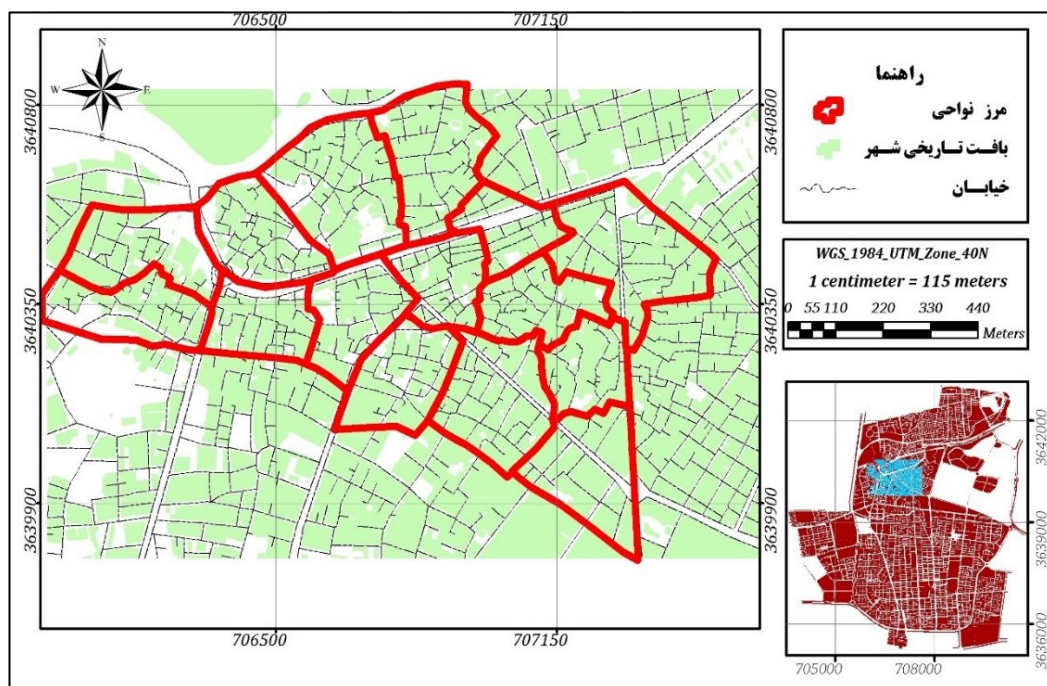 706500 707150
N
W E
S
3640800 3640800
3640350 3640350
3639900 3639900
706500 707150
راهنما
مرز نواحی
بافت تاریخی شهر
خیابان
WGS_1984_UTM_Zone_40N
1 centimeter = 115 meters
0 55 110 220 330 440
Meters
3642000
3639000
3636000
705000 708000